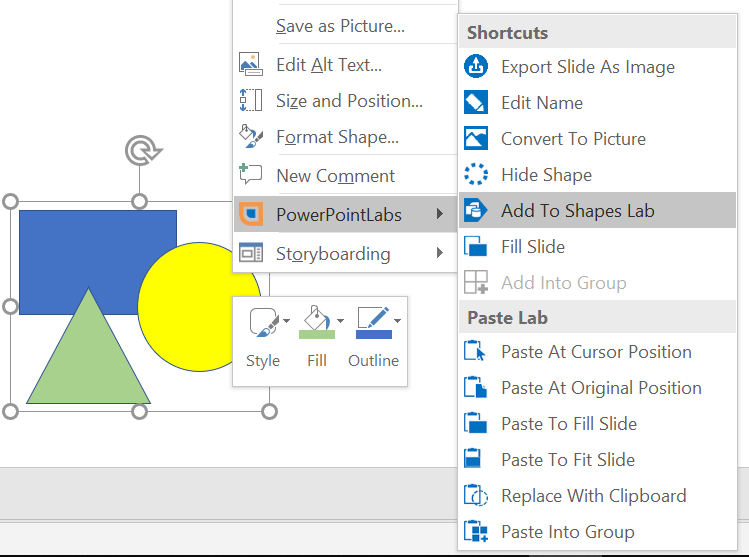 Save as Picture...
Edit Alt Text...
Size and Position...
Format Shape...
New Comment
PowerPointLabs
Storyboarding
Style
Fill
Outline
Shortcuts
Export Slide As Image
Edit Name
Convert To Picture
Hide Shape
Add To Shapes Lab
Fill Slide
Add Into Group
Paste Lab
Paste At Cursor Position
Paste At Original Position
Paste To Fill Slide
Paste To Fit Slide
Replace With Clipboard
Paste Into Group